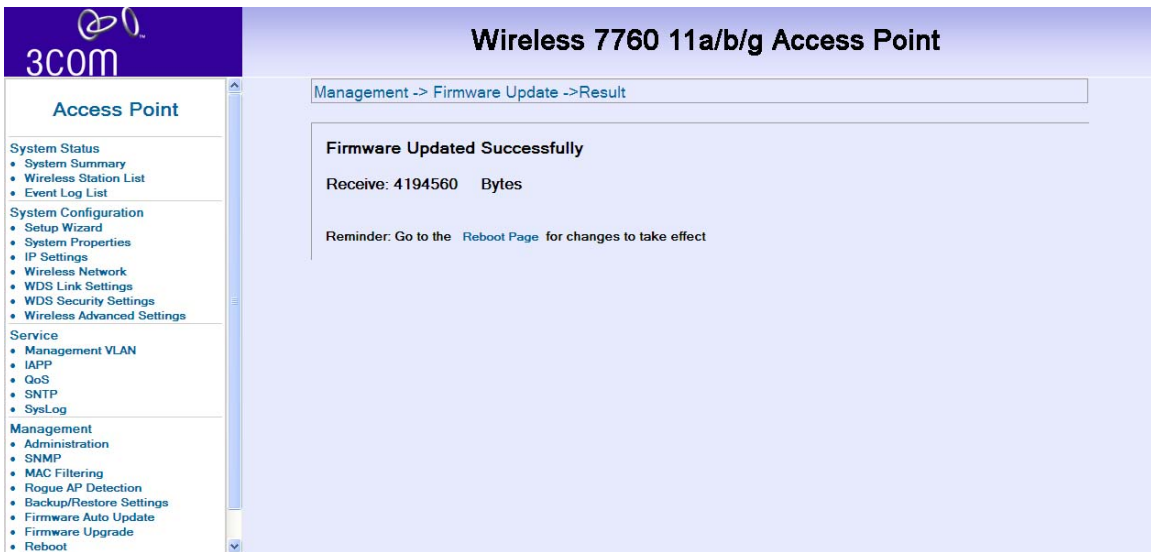 3COM
Wireless 7760 11a/b/g Access Point
Access Point
System Status
• System Summary
• Wireless Station List
• Event Log List
System Configuration
• Setup Wizard
• System Properties
• IP Settings
• Wireless Network
• WDS Link Settings
• WDS Security Settings
• Wireless Advanced Settings
Service
• Management VLAN
• IAPP
• QoS
• SNTP
• SysLog
Management
• Administration
• SNMP
• MAC Filtering
• Rogue AP Detection
• Backup/Restore Settings
• Firmware Auto Update
• Firmware Upgrade
• Reboot
Management -> Firmware Update ->Result
Firmware Updated Successfully
Receive: 4194560 Bytes
Reminder: Go to the Reboot Page for changes to take effect